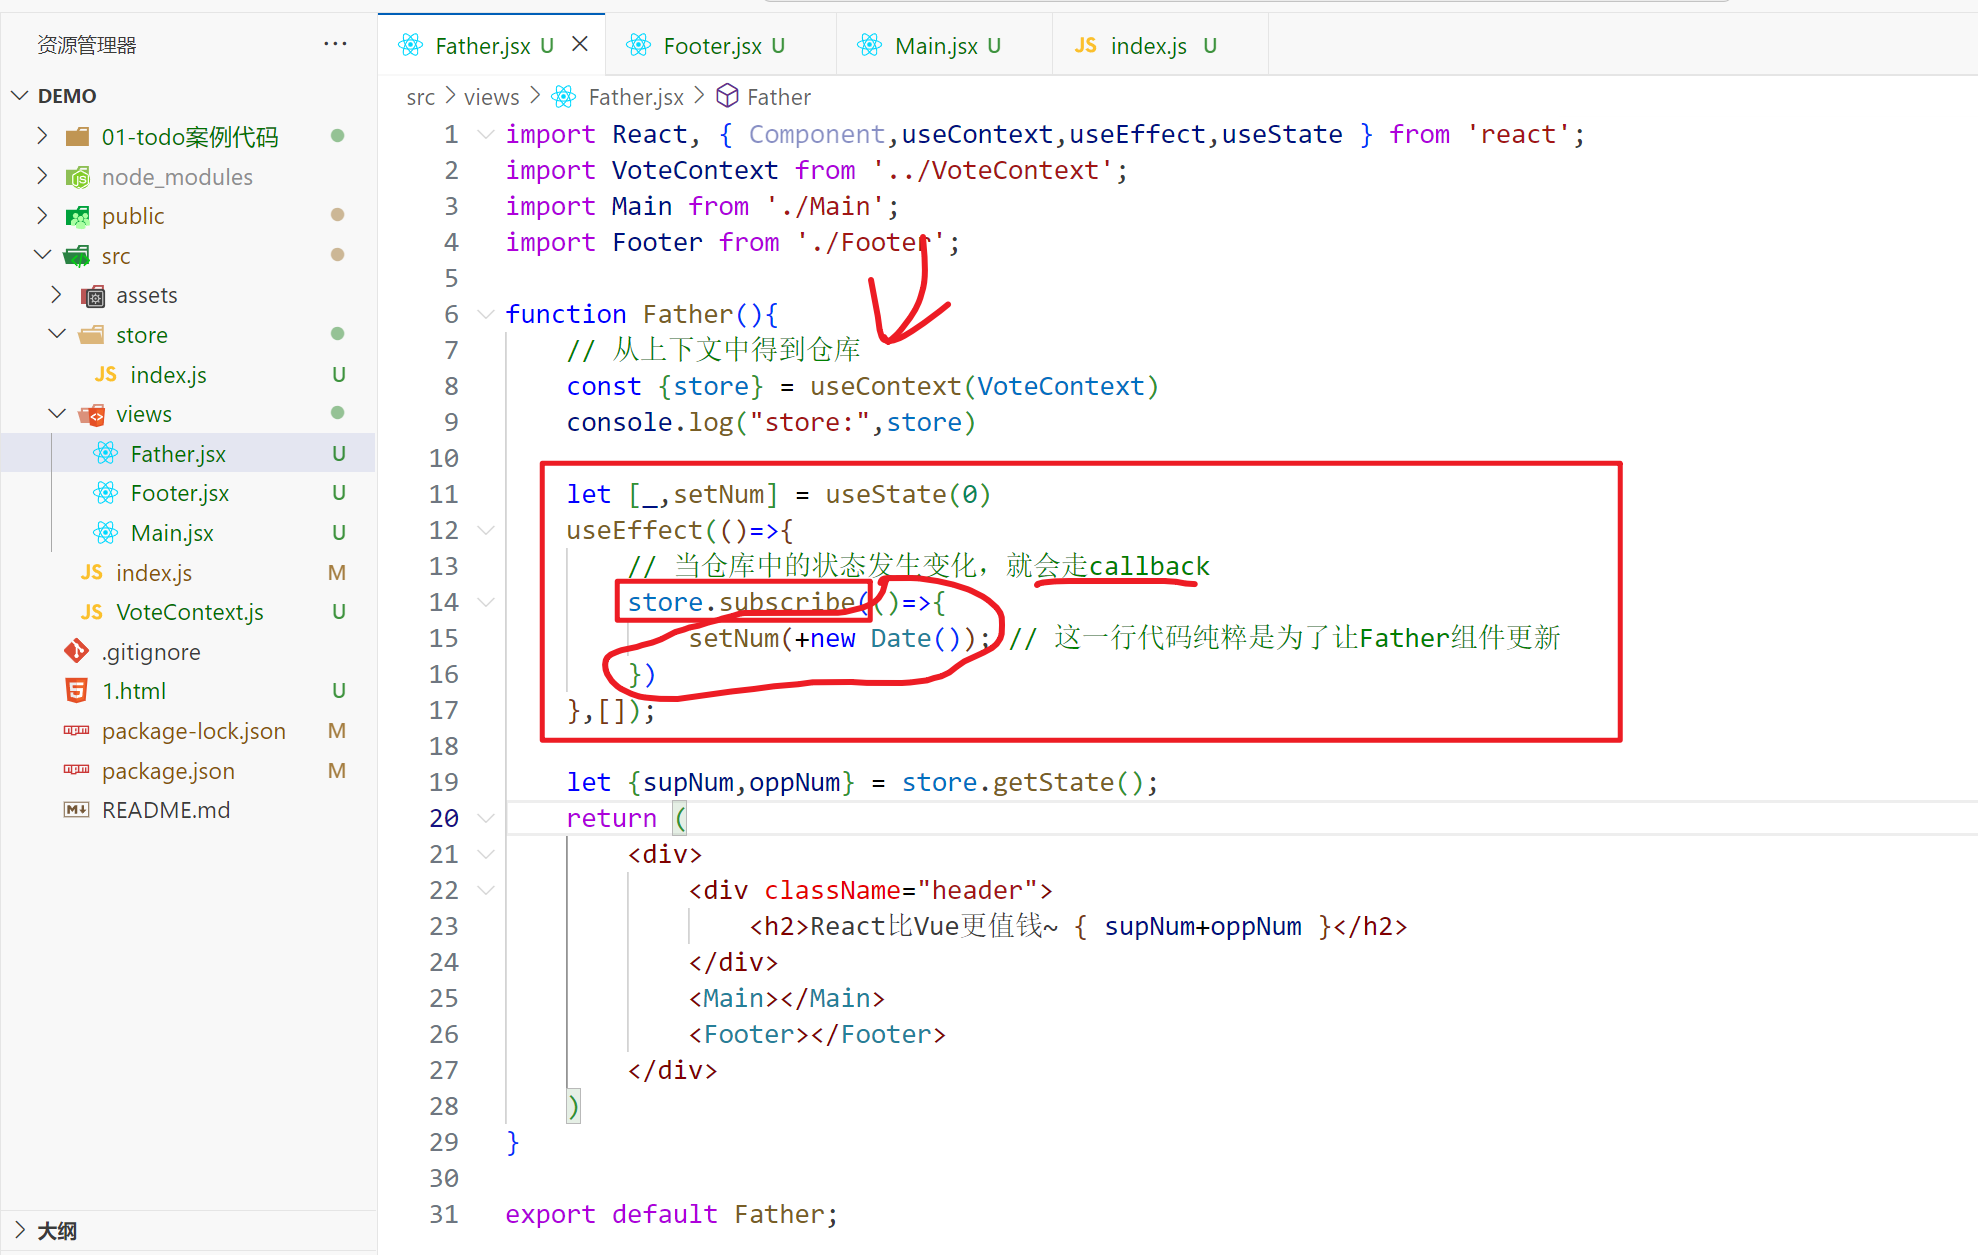 资源管理器 ···
DEMO
01-todo案例代码
node_modules
public
src
assets
store
JS index.js U
views
Father.jsx U
Footer.jsx U
Main.jsx U
JS index.js M
JS VoteContext.js U
.gitignore
1.html U
package-lock.json M
package.json M
README.md
大纲
Father.jsx U Footer.jsx U Main.jsx U JS index.js U
src > views > Father.jsx > Father
1 import React, { Component,useContext,useEffect,useState } from 'react';
2 import VoteContext from '../VoteContext';
3 import Main from './Main';
4 import Footer from './Footer';
5
6 function Father(){
7 // 从上下文中得到仓库
8 const {store} = useContext(VoteContext)
9 console.log("store:",store)
10
11 let [_,setNum] = useState(0)
12 useEffect(()=>{
13 // 当仓库中的状态发生变化，就会走callback
14 store.subscribe(()=>{
15 setNum(+new Date()); // 这一行代码纯粹是为了让Father组件更新
16 })
17 },[]);
18
19 let {supNum,oppNum} = store.getState();
20 return (
21 <div>
22 <div className="header">
23 <h2>React比Vue更值钱~ { supNum+oppNum }</h2>
24 </div>
25 <Main></Main>
26 <Footer></Footer>
27 </div>
28 )
29 }
30
31 export default Father;